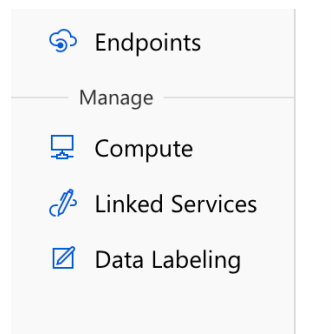 Endpoints
Manage
Compute
Linked Services
Data Labeling